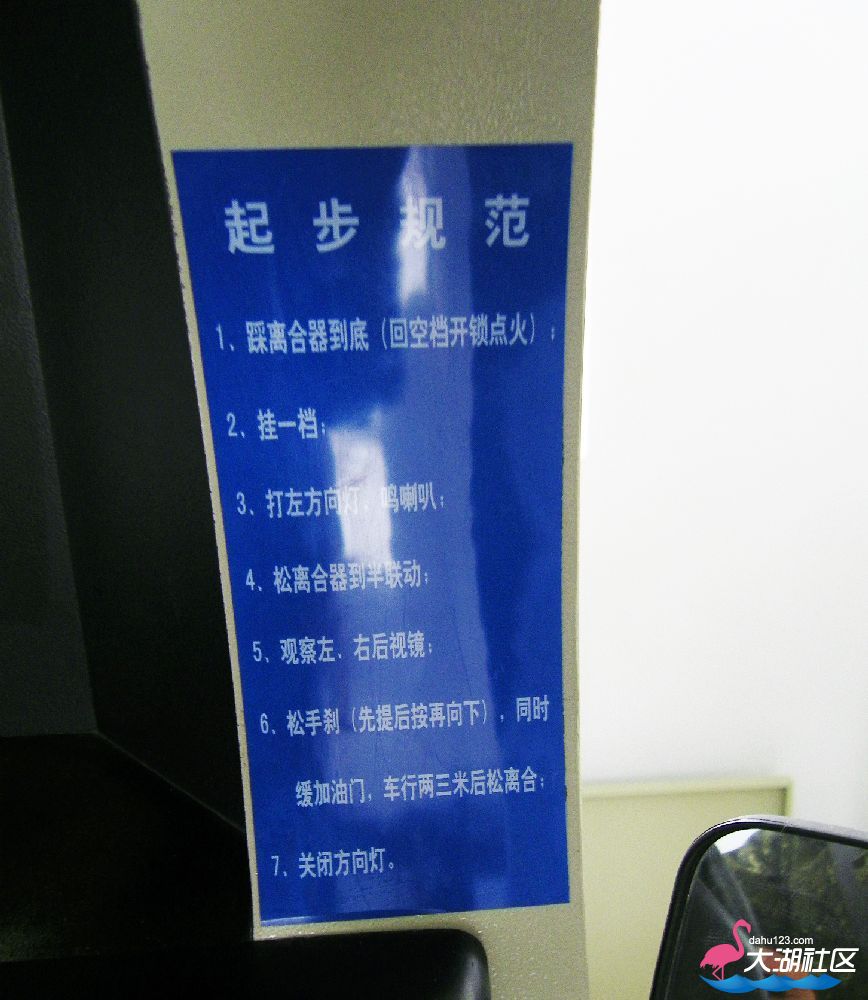 起步规范
1、踩离合器到底（回空档开锁点火）；
2、挂一档；
3、打左方向灯、鸣喇叭；
4、松离合器到半联动；
5、观察左、右后视镜；
6、松手刹（先提后按再向下），同时
缓加油门，车行两三米后松离合；
7、关闭方向灯。
dahu123.com
大湖社区